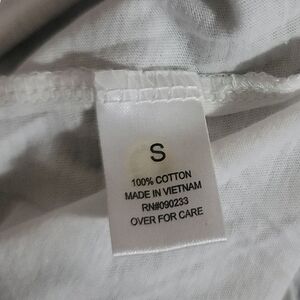 S
100% COTTON
MADE IN VIETNAM
RN#090233
OVER FOR CARE